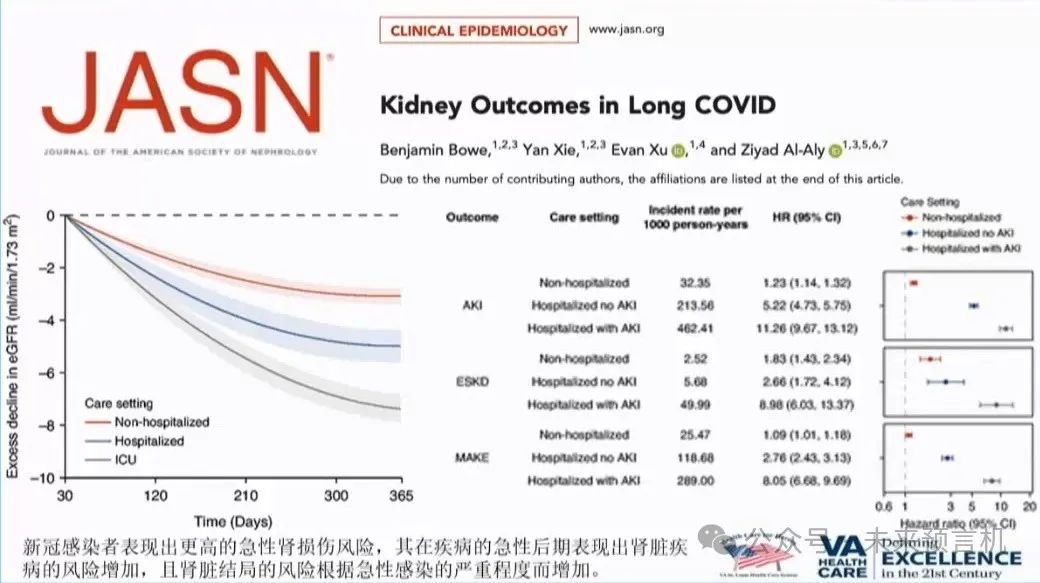 CLINICAL EPIDEMIOLOGY www.jasn.org
JASN®
JOURNAL OF THE AMERICAN SOCIETY OF NEPHROLOGY
Kidney Outcomes in Long COVID
Benjamin Bowe,1,2,3 Yan Xie,1,2,3 Evan Xu iD,1,4 and Ziyad Al-Aly iD 1,3,5,6,7
Due to the number of contributing authors, the affiliations are listed at the end of this article.
Excess decline in eGFR (ml/min/1.73 m²)
0
−2
−4
−6
−8
−10
Care setting
Non-hospitalized
Hospitalized
ICU
30 120 210 300 365
Time (Days)
Outcome Care setting Incident rate per 1000 person-years HR (95% CI)
Care Setting
Non-hospitalized
Hospitalized no AKI
Hospitalized with AKI
Non-hospitalized 32.35 1.23 (1.14, 1.32)
AKI Hospitalized no AKI 213.56 5.22 (4.73, 5.75)
Hospitalized with AKI 462.41 11.26 (9.67, 13.12)
Non-hospitalized 2.52 1.83 (1.43, 2.34)
ESKD Hospitalized no AKI 5.68 2.66 (1.72, 4.12)
Hospitalized with AKI 49.99 8.98 (6.03, 13.37)
Non-hospitalized 25.47 1.09 (1.01, 1.18)
MAKE Hospitalized no AKI 118.68 2.76 (2.43, 3.13)
Hospitalized with AKI 289.00 8.05 (6.68, 9.69)
0.6 1 3 5 10 20
Hazard ratio (95% CI)
新冠感染者表现出更高的急性肾损伤风险，其在疾病的急性后期表现出肾脏疾
病的风险增加，且肾脏结局的风险根据急性感染的严重程度而增加。
公众号 未来预言机
VA
HEALTH
CARE
Defining
EXCELLENCE
in the 21st Century